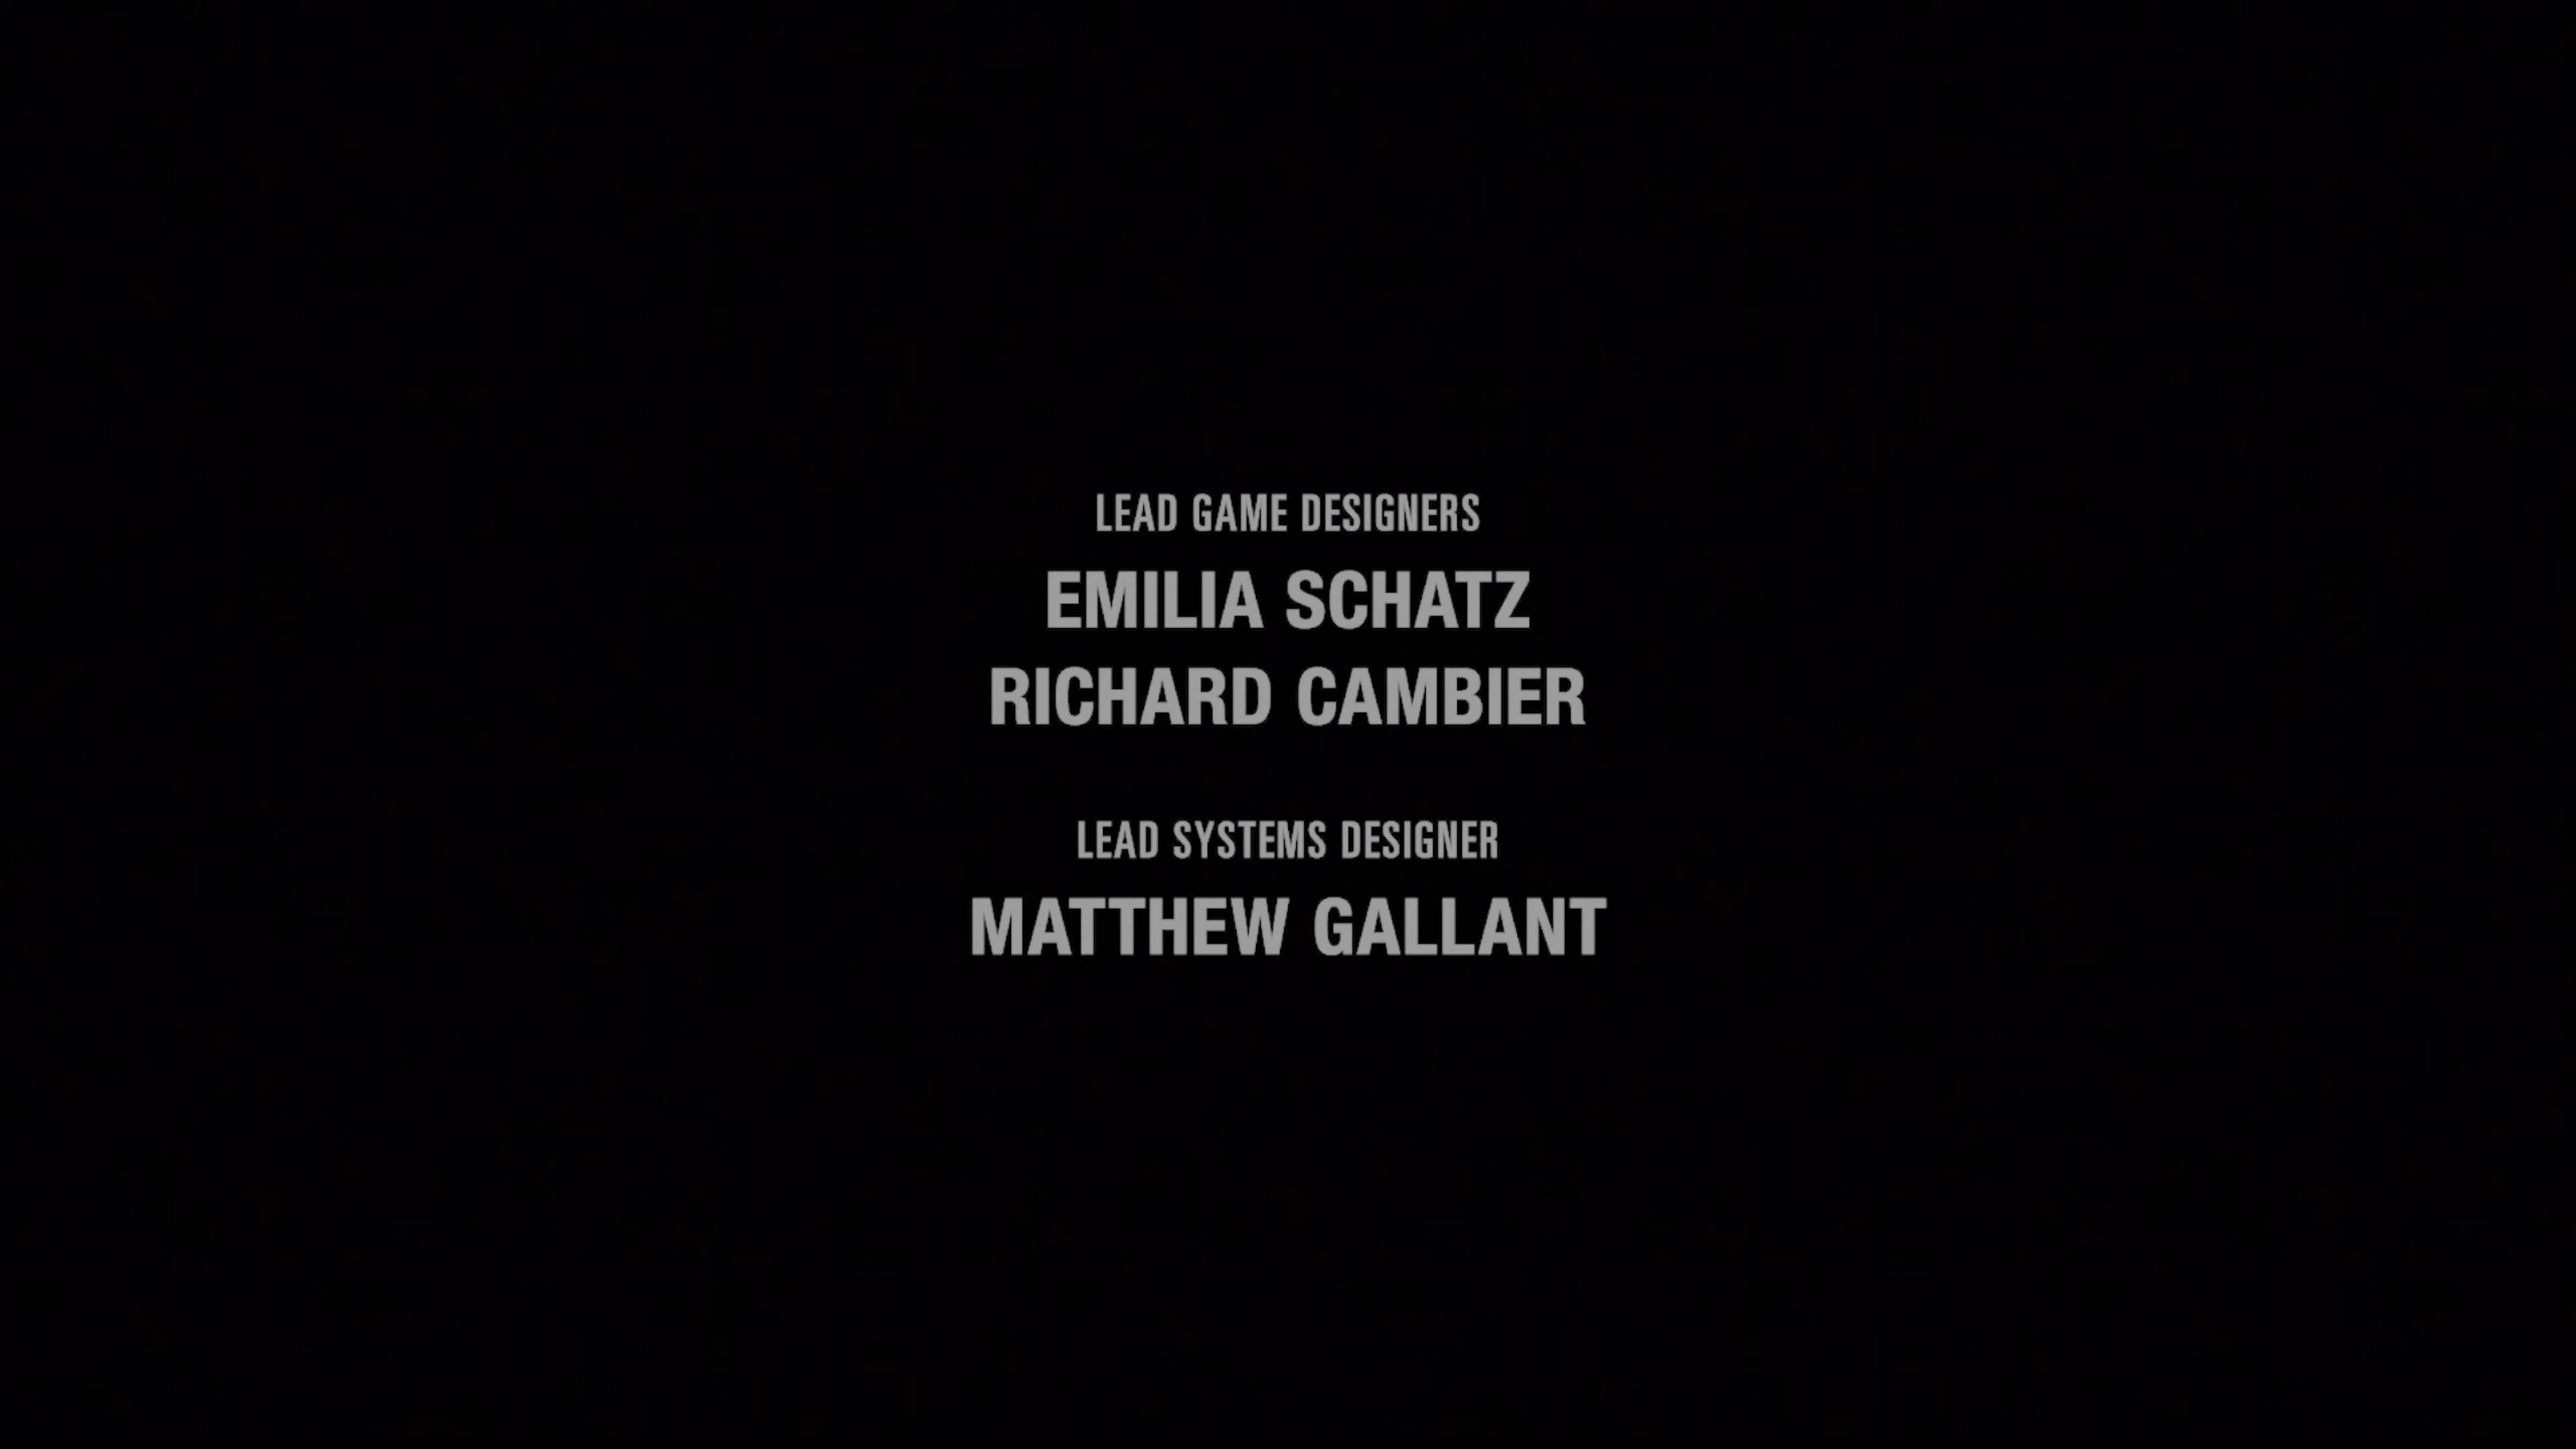 LEAD GAME DESIGNERS
EMILIA SCHATZ
RICHARD CAMBIER
LEAD SYSTEMS DESIGNER
MATTHEW GALLANT